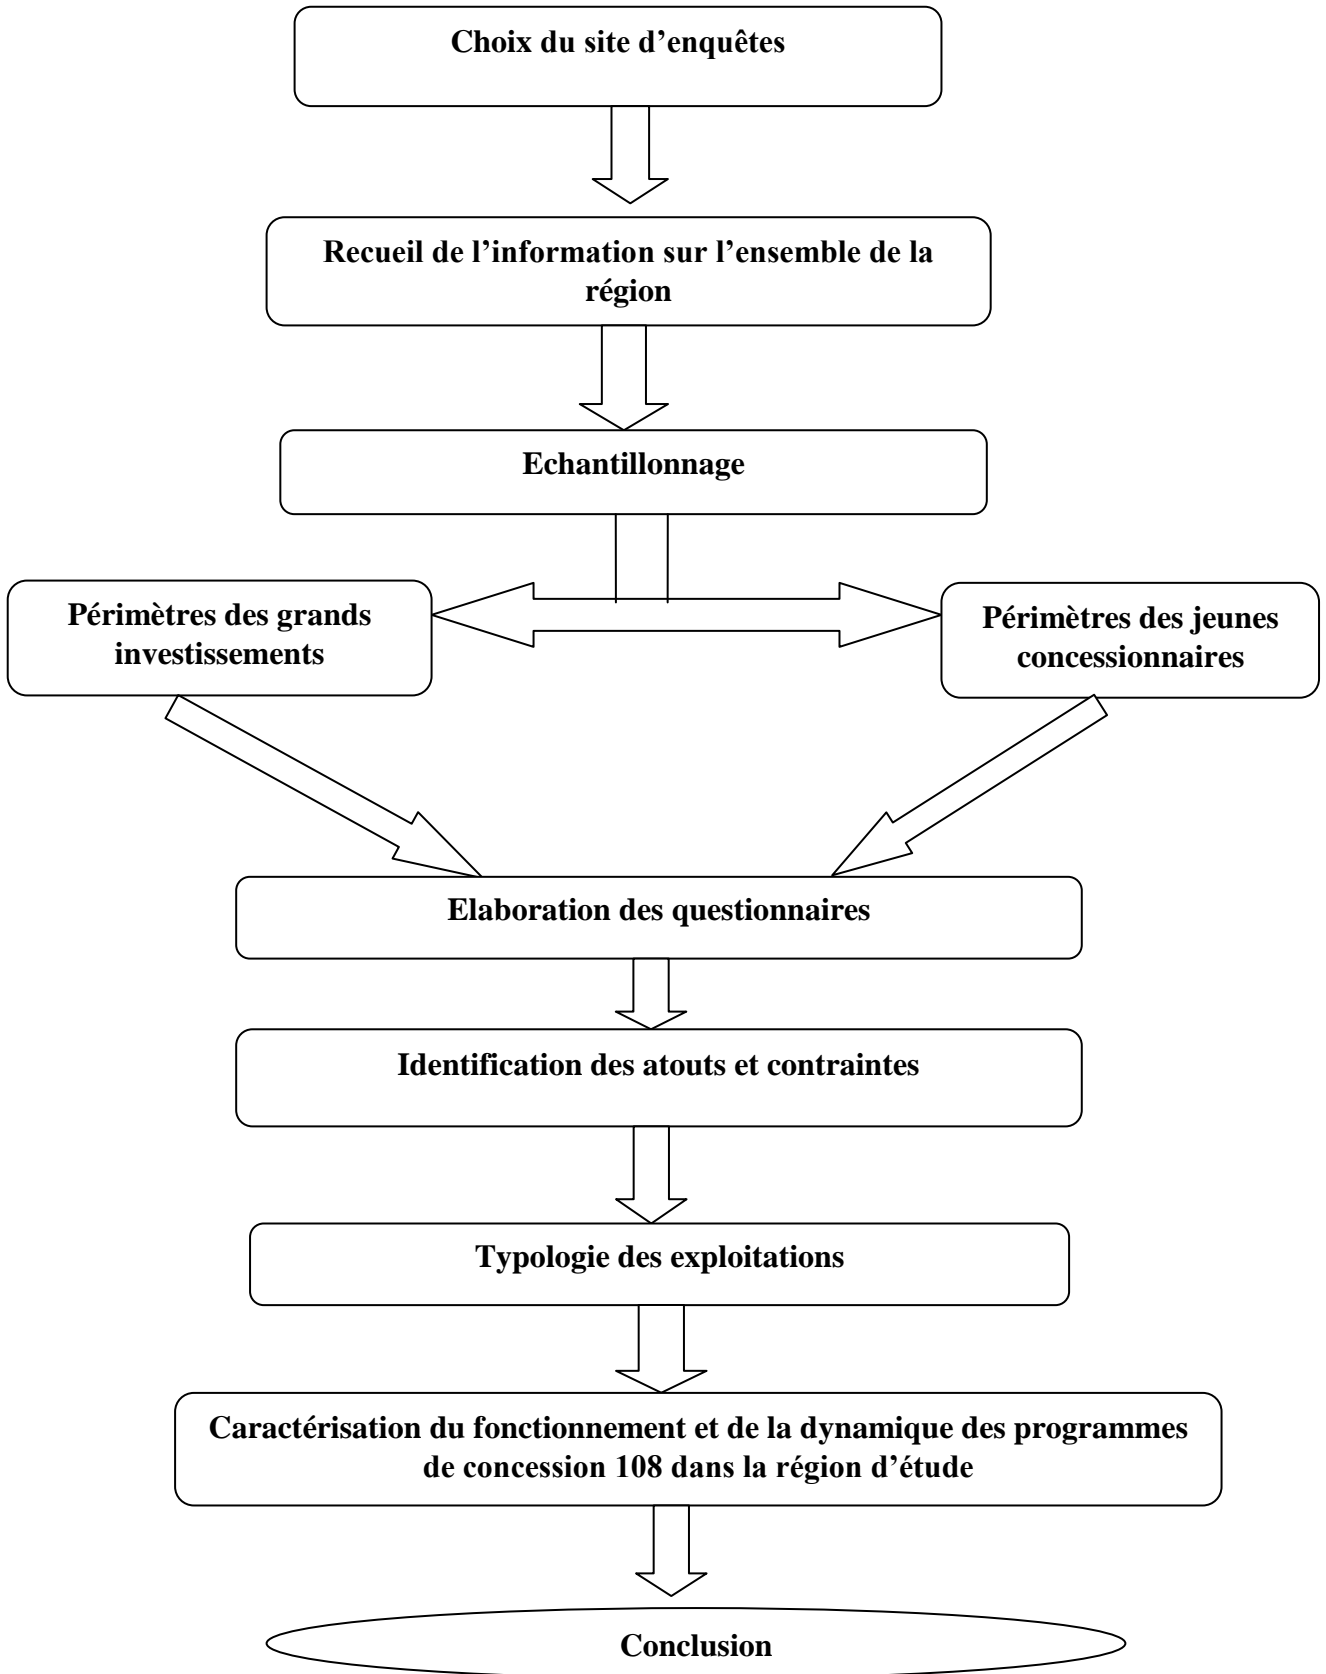 Choix du site d’enquêtes
Recueil de l’information sur l’ensemble de la
région
Echantillonnage
Périmètres des grands
investissements
Périmètres des jeunes
concessionnaires
Elaboration des questionnaires
Identification des atouts et contraintes
Typologie des exploitations
Caractérisation du fonctionnement et de la dynamique des programmes
de concession 108 dans la région d’étude
Conclusion